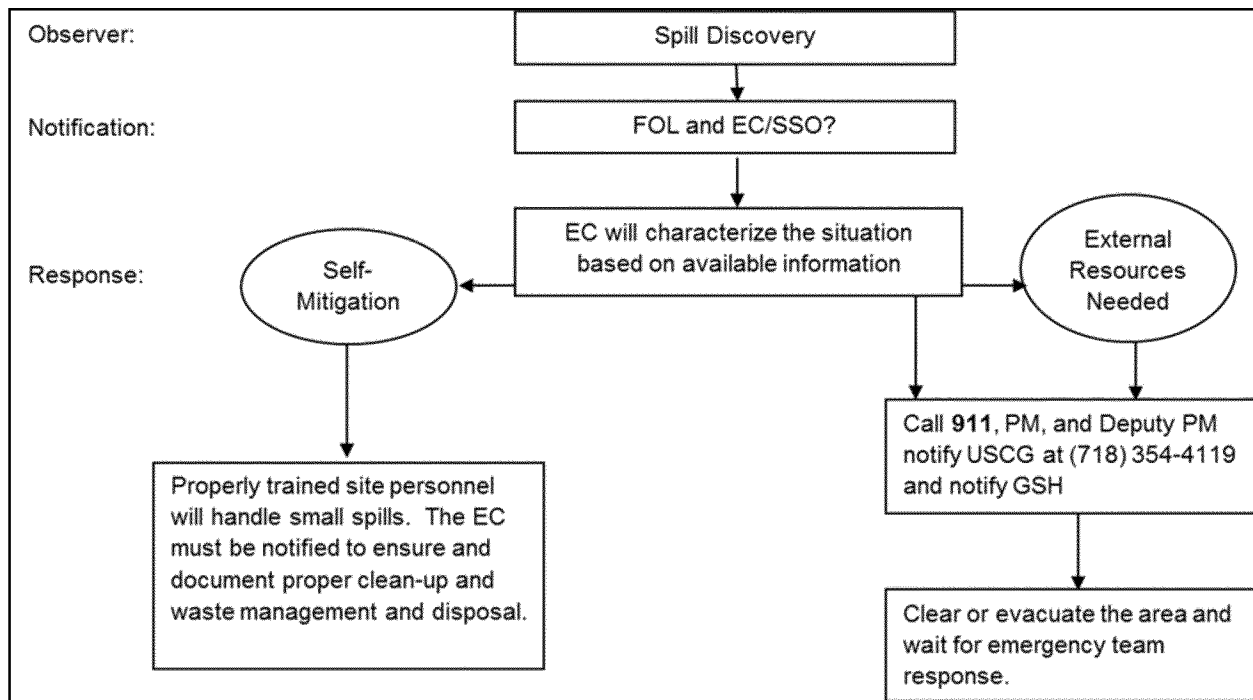 Observer:
Spill Discovery
Notification:
FOL and EC/SSO?
EC will characterize the situation
based on available information
Response:
Self-
Mitigation
External
Resources
Needed
Properly trained site personnel
will handle small spills. The EC
must be notified to ensure and
document proper clean-up and
waste management and disposal.
Call 911, PM, and Deputy PM
notify USCG at (718) 354-4119
and notify GSH
Clear or evacuate the area and
wait for emergency team
response.